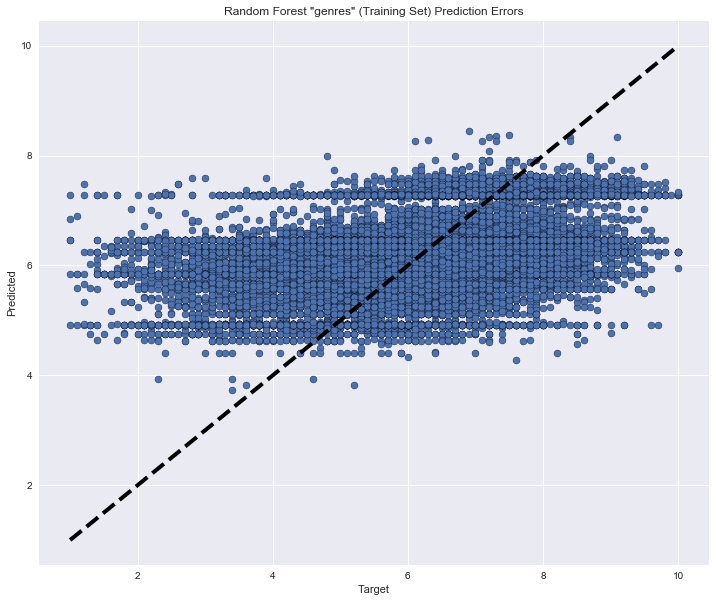 Random Forest "genres" (Training Set) Prediction Errors
10
8
6
4
2
Predicted
2 4 6 8 10
Target